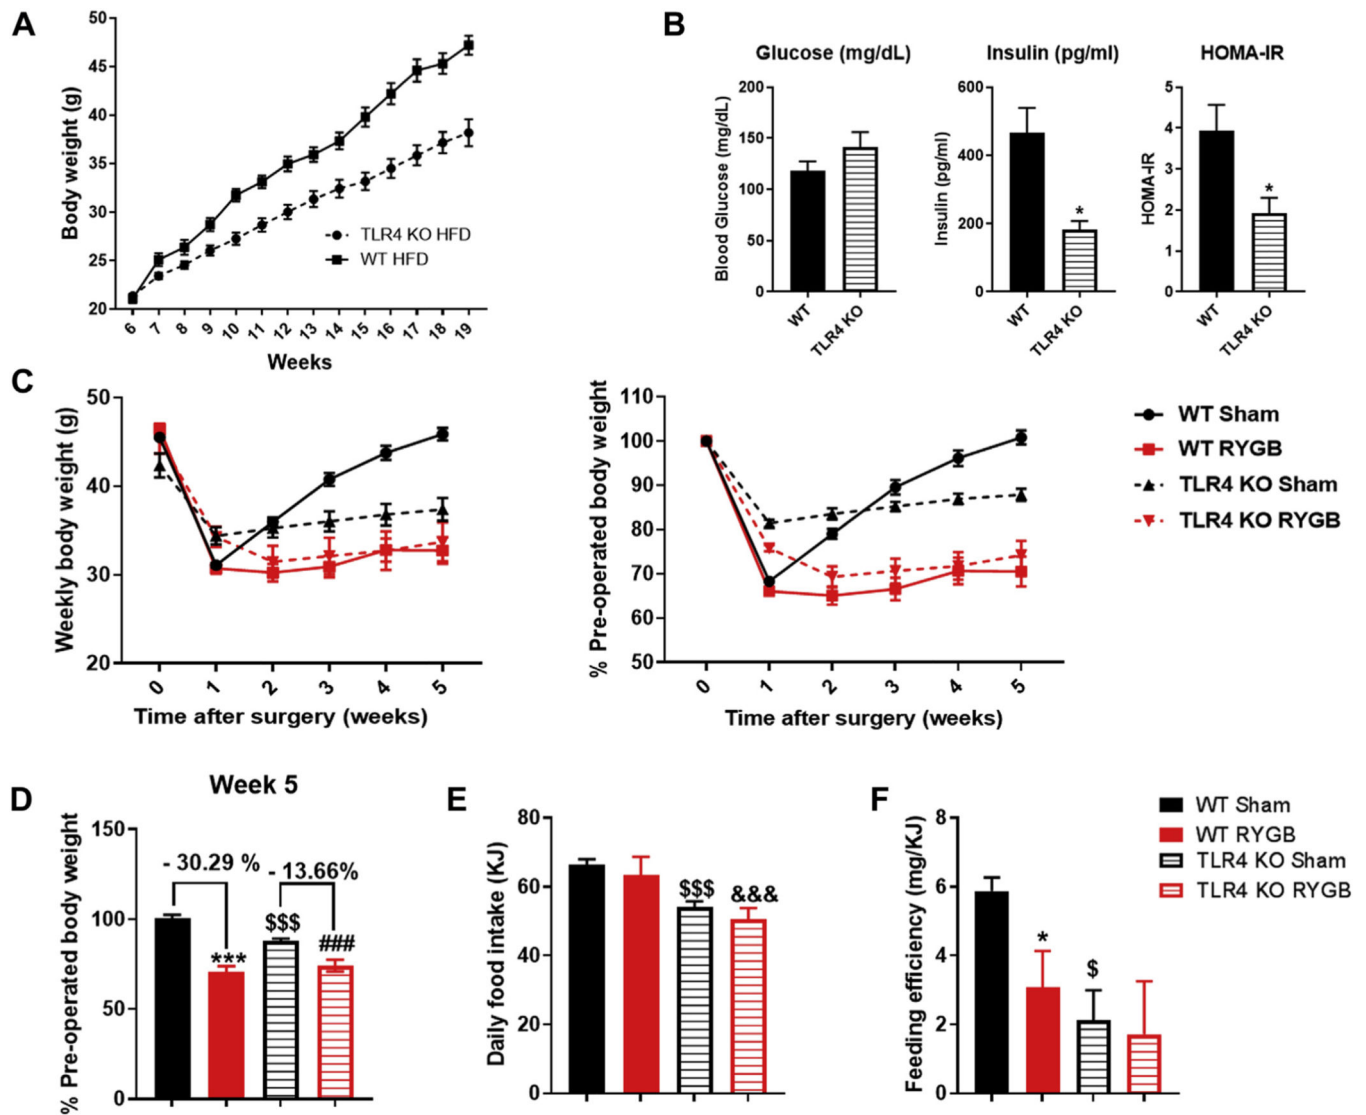 A
Body weight (g)
50
45
40
35
30
25
20
TLR4 KO HFD
WT HFD
6 7 8 9 10 11 12 13 14 15 16 17 18 19
Weeks
B
Glucose (mg/dL)
Blood Glucose (mg/dL)
200
150
100
50
0
WT
TLR4 KO
Insulin (pg/ml)
Insulin (pg/ml)
600
400
200
0
*
WT
TLR4 KO
HOMA-IR
HOMA-IR
5
4
3
2
1
0
*
WT
TLR4 KO
C
Weekly body weight (g)
50
40
30
20
0 1 2 3 4 5
Time after surgery (weeks)
% Pre-operated body weight
110
100
90
80
70
60
50
0 1 2 3 4 5
Time after surgery (weeks)
WT Sham
WT RYGB
TLR4 KO Sham
TLR4 KO RYGB
D
Week 5
% Pre-operated body weight
150
100
50
0
- 30.29 %
- 13.66%
***
$$$
###
E
Daily food intake (KJ)
80
60
40
20
0
$$$
&&&
F
Feeding efficiency (mg/KJ)
8
6
4
2
0
*
$
WT Sham
WT RYGB
TLR4 KO Sham
TLR4 KO RYGB